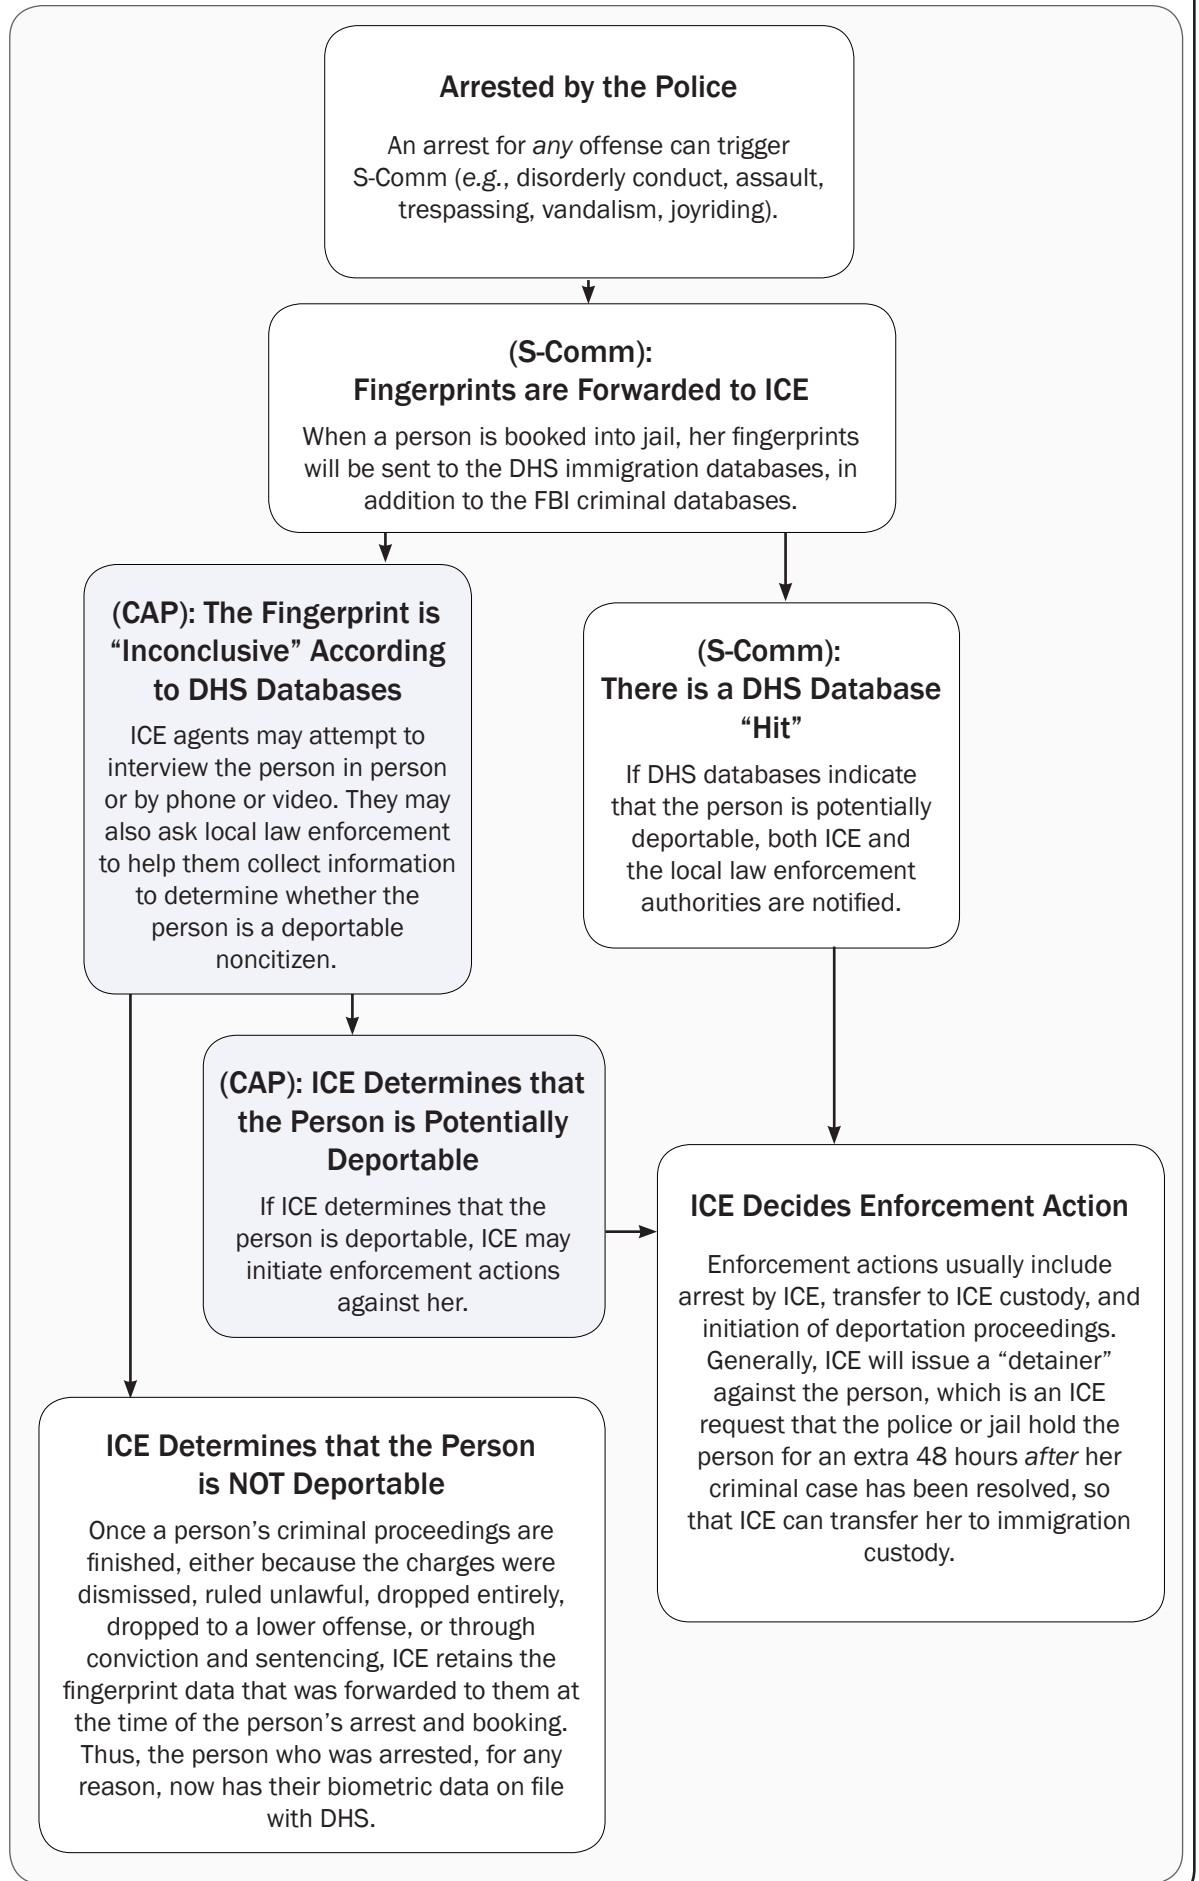 Arrested by the Police
An arrest for any offense can trigger
S-Comm (e.g., disorderly conduct, assault,
trespassing, vandalism, joyriding).
(S-Comm):
Fingerprints are Forwarded to ICE
When a person is booked into jail, her fingerprints
will be sent to the DHS immigration databases, in
addition to the FBI criminal databases.
(CAP): The Fingerprint is
“Inconclusive” According
to DHS Databases
ICE agents may attempt to
interview the person in person
or by phone or video. They may
also ask local law enforcement
to help them collect information
to determine whether the
person is a deportable
noncitizen.
(S-Comm):
There is a DHS Database
“Hit”
If DHS databases indicate
that the person is potentially
deportable, both ICE and
the local law enforcement
authorities are notified.
(CAP): ICE Determines that
the Person is Potentially
Deportable
If ICE determines that the
person is deportable, ICE may
initiate enforcement actions
against her.
ICE Decides Enforcement Action
Enforcement actions usually include
arrest by ICE, transfer to ICE custody, and
initiation of deportation proceedings.
Generally, ICE will issue a “detainer”
against the person, which is an ICE
request that the police or jail hold the
person for an extra 48 hours after her
criminal case has been resolved, so
that ICE can transfer her to immigration
custody.
ICE Determines that the Person
is NOT Deportable
Once a person’s criminal proceedings are
finished, either because the charges were
dismissed, ruled unlawful, dropped entirely,
dropped to a lower offense, or through
conviction and sentencing, ICE retains the
fingerprint data that was forwarded to them at
the time of the person’s arrest and booking.
Thus, the person who was arrested, for any
reason, now has their biometric data on file
with DHS.